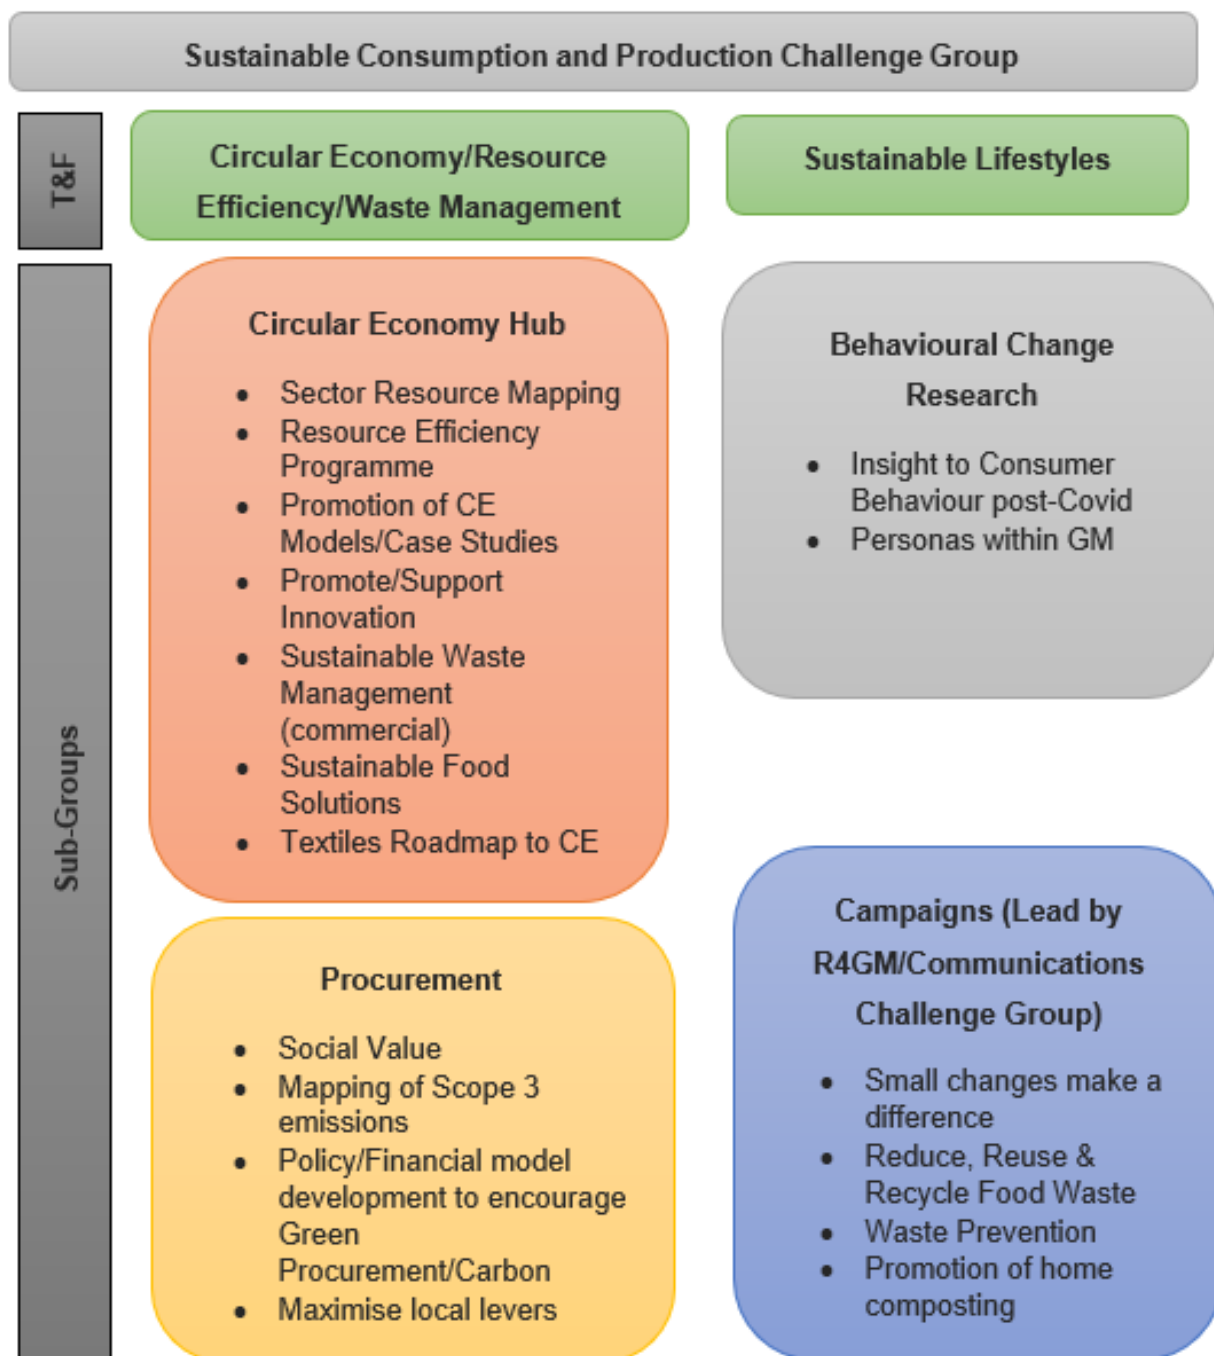 Sustainable Consumption and Production Challenge Group
T&F
Circular Economy/Resource
Efficiency/Waste Management
Sustainable Lifestyles
Sub-Groups
Circular Economy Hub
• Sector Resource Mapping
• Resource Efficiency
Programme
• Promotion of CE
Models/Case Studies
• Promote/Support
Innovation
• Sustainable Waste
Management
(commercial)
• Sustainable Food
Solutions
• Textiles Roadmap to CE
Behavioural Change
Research
• Insight to Consumer
Behaviour post-Covid
• Personas within GM
Procurement
• Social Value
• Mapping of Scope 3
emissions
• Policy/Financial model
development to encourage
Green
Procurement/Carbon
• Maximise local levers
Campaigns (Lead by
R4GM/Communications
Challenge Group)
• Small changes make a
difference
• Reduce, Reuse &
Recycle Food Waste
• Waste Prevention
• Promotion of home
composting